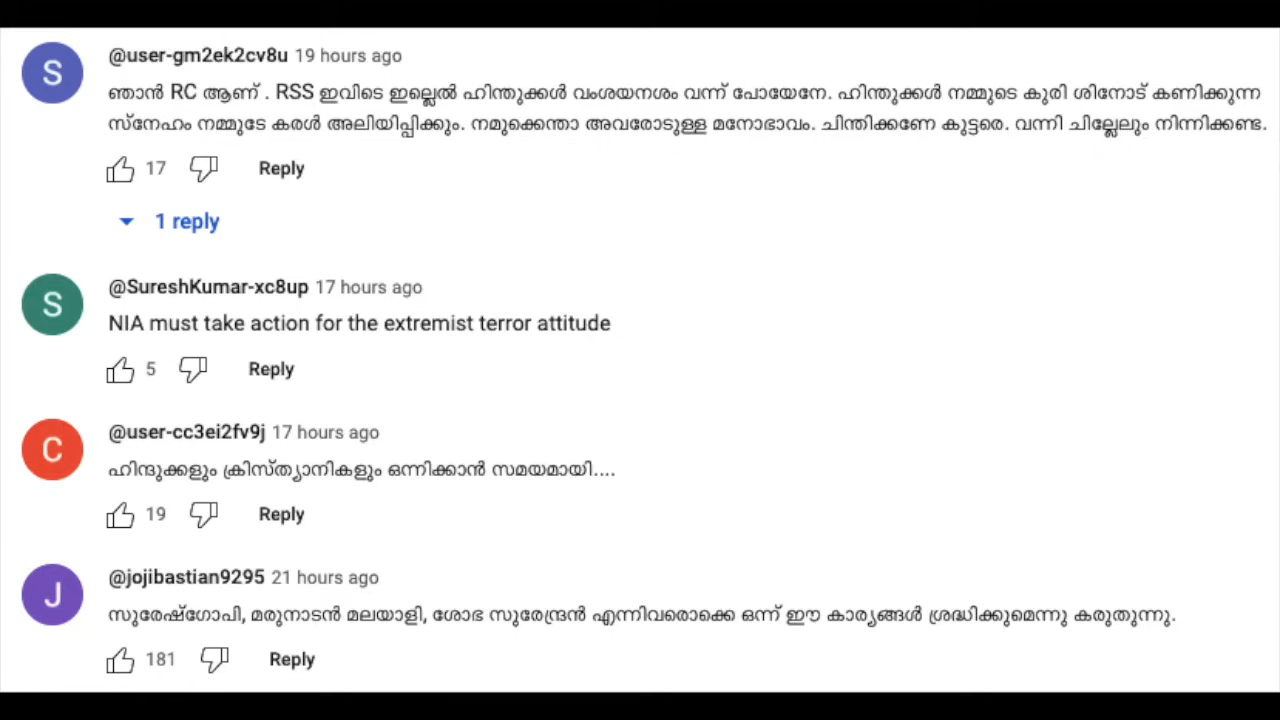 @user-gm2ek2cv8u 19 hours ago
ഞാൻ RC ആണ് . RSS ഇവിടെ ഇല്ലെൽ ഹിന്തുക്കൾ വംശയനശം വന്ന് പോയേനേ. ഹിന്തുക്കൾ നമ്മുടെ കുരി ശിനോട് കണിക്കുന്ന
സ്നേഹം നമ്മുടേ കരൾ അലിയിപ്പിക്കും. നമുക്കെന്താ അവരോടുള്ള മനോഭാവം. ചിന്തിക്കണേ കുട്ടരെ. വന്നി ചില്ലേലും നിന്നിക്കണ്ട.
17 Reply
1 reply
@SureshKumar-xc8up 17 hours ago
NIA must take action for the extremist terror attitude
5 Reply
@user-cc3ei2fv9j 17 hours ago
ഹിന്ദുക്കളും ക്രിസ്ത്യാനികളും ഒന്നിക്കാൻ സമയമായി....
19 Reply
@jojibastian9295 21 hours ago
സുരേഷ്ഗോപി, മരുനാടൻ മലയാളി, ശോഭ സുരേന്ദ്രൻ എന്നിവരൊക്കെ ഒന്ന് ഈ കാര്യങ്ങൾ ശ്രദ്ധിക്കുമെന്നു കരുതുന്നു.
181 Reply
S
S
C
J